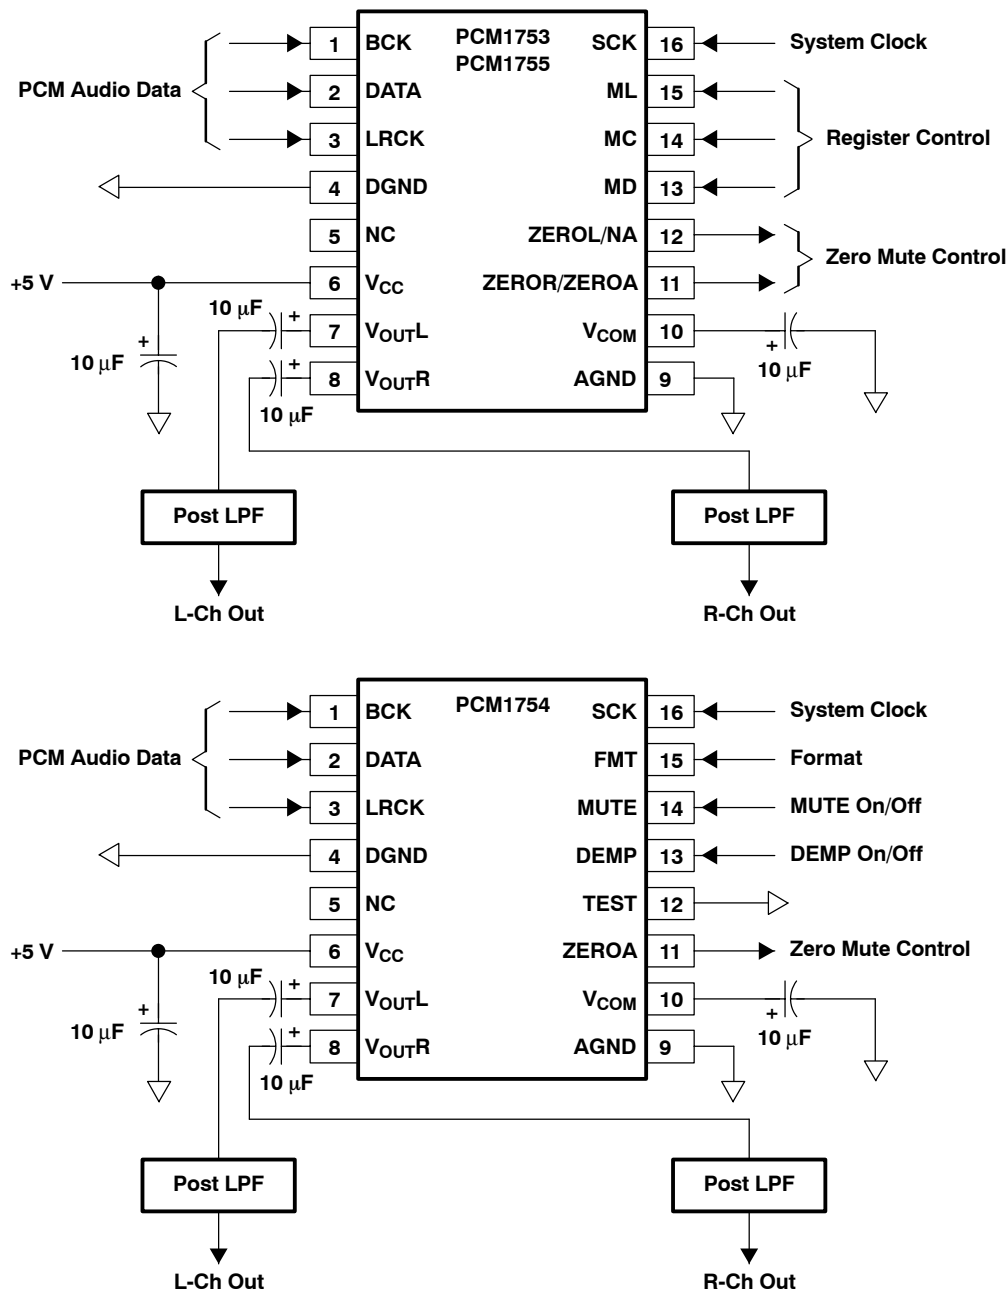 PCM1753
PCM1755
1 BCK SCK 16 System Clock
PCM Audio Data
2 DATA ML 15
3 LRCK MC 14 Register Control
4 DGND MD 13
5 NC ZEROL/NA 12
Zero Mute Control
+5 V 6 VCC ZEROR/ZEROA 11
10 μF + 7 VOUTL VCOM 10
+ 10 μF
+ 10 μF
+ 8 VOUTR AGND 9
10 μF
Post LPF Post LPF
L-Ch Out R-Ch Out
PCM1754
1 BCK SCK 16 System Clock
PCM Audio Data 2 DATA FMT 15 Format
3 LRCK MUTE 14 MUTE On/Off
4 DGND DEMP 13 DEMP On/Off
5 NC TEST 12
+5 V 6 VCC ZEROA 11 Zero Mute Control
10 μF + 7 VOUTL VCOM 10
+ 10 μF
+ 10 μF
+ 8 VOUTR AGND 9
10 μF
Post LPF Post LPF
L-Ch Out R-Ch Out